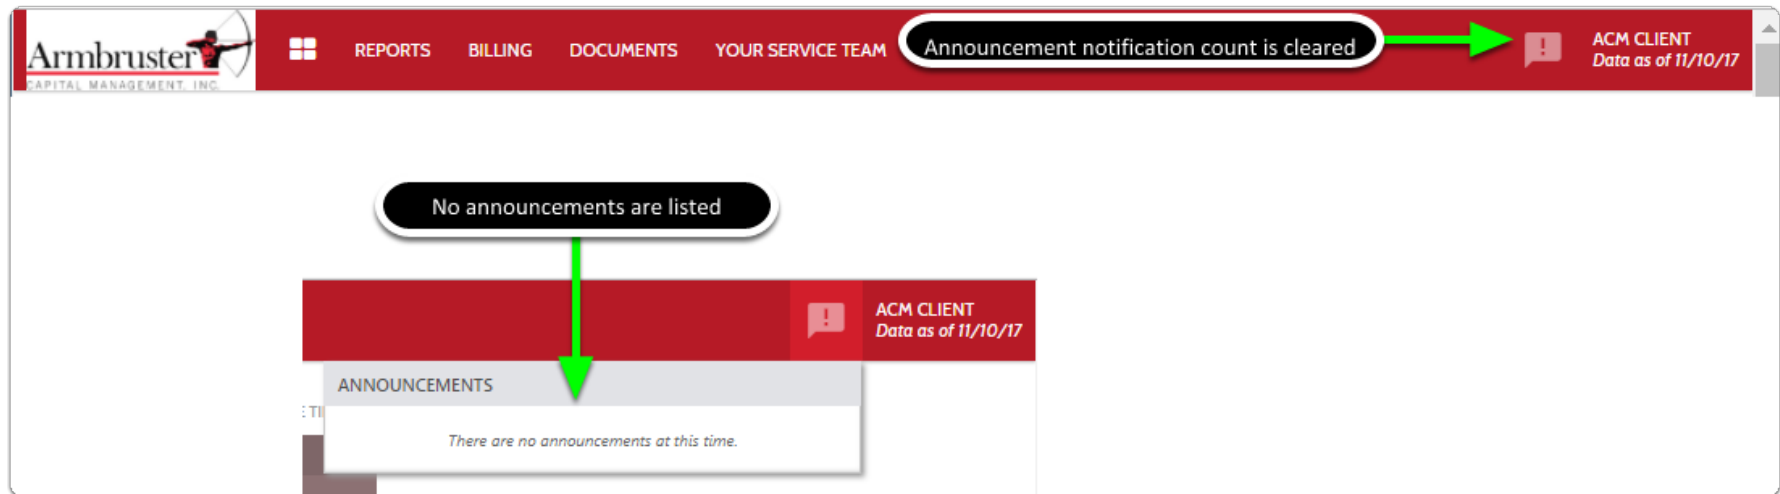 Armbruster
CAPITAL MANAGEMENT, INC.
REPORTS
BILLING
DOCUMENTS
YOUR SERVICE TEAM
Announcement notification count is cleared
ACM CLIENT
Data as of 11/10/17
No announcements are listed
ACM CLIENT
Data as of 11/10/17
ANNOUNCEMENTS
E TI
There are no announcements at this time.